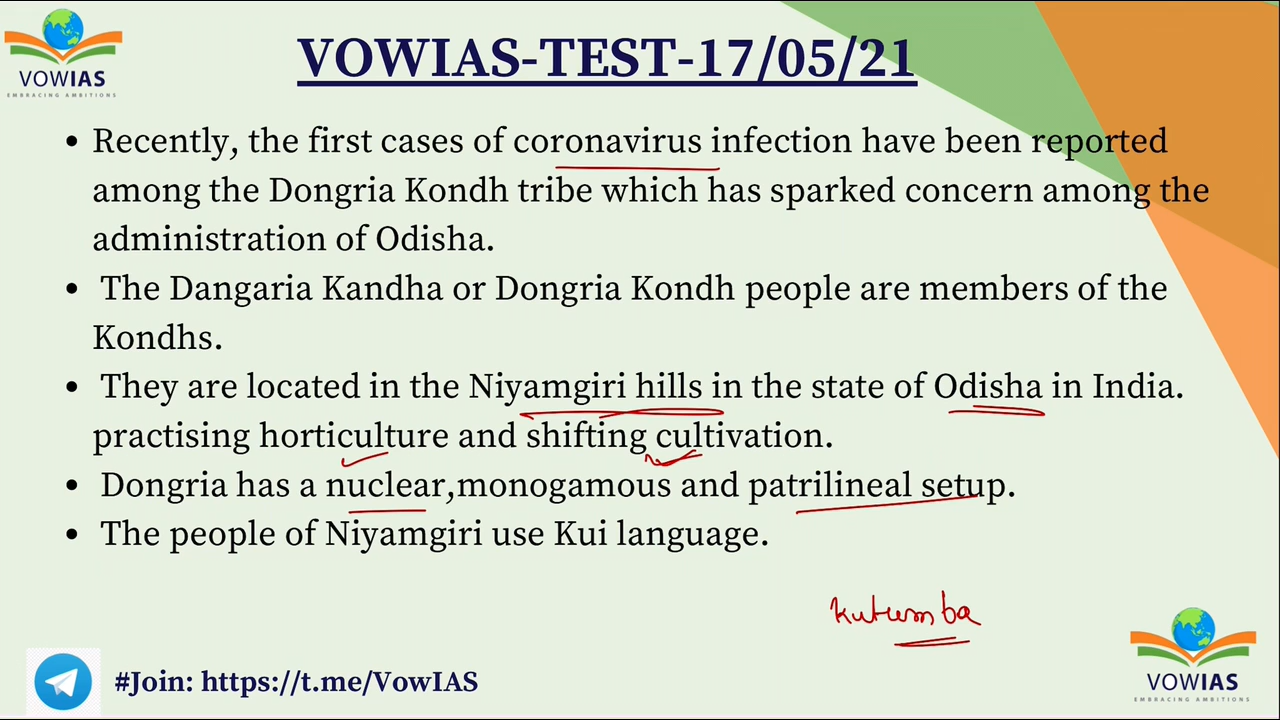 VOWIAS
EMBRACING AMBITIONS
VOWIAS-TEST-17/05/21
• Recently, the first cases of coronavirus infection have been reported
among the Dongria Kondh tribe which has sparked concern among the
administration of Odisha.
• The Dangaria Kandha or Dongria Kondh people are members of the
Kondhs.
• They are located in the Niyamgiri hills in the state of Odisha in India.
practising horticulture and shifting cultivation.
• Dongria has a nuclear,monogamous and patrilineal setup.
• The people of Niyamgiri use Kui language.
kutumba
#Join: https://t.me/VowIAS
VOWIAS
EMBRACING AMBITIONS